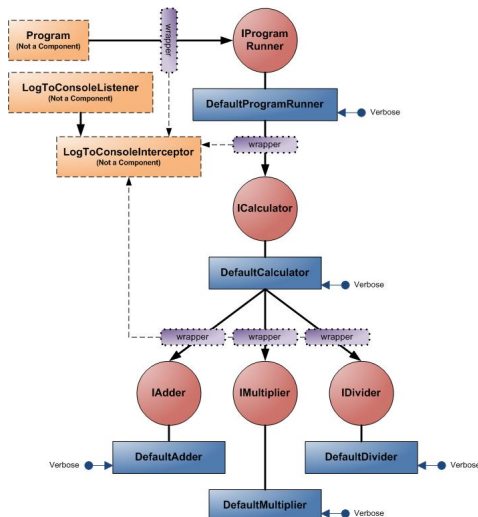 Program
(Not a Component)
wrapper
IProgram
Runner
LogToConsoleListener
(Not a Component)
DefaultProgramRunner
Verbose
LogToConsoleInterceptor
(Not a Component)
wrapper
ICalculator
DefaultCalculator
Verbose
wrapper
wrapper
wrapper
IAdder
IMultiplier
IDivider
Verbose
DefaultAdder
DefaultDivider
Verbose
DefaultMultiplier
Verbose